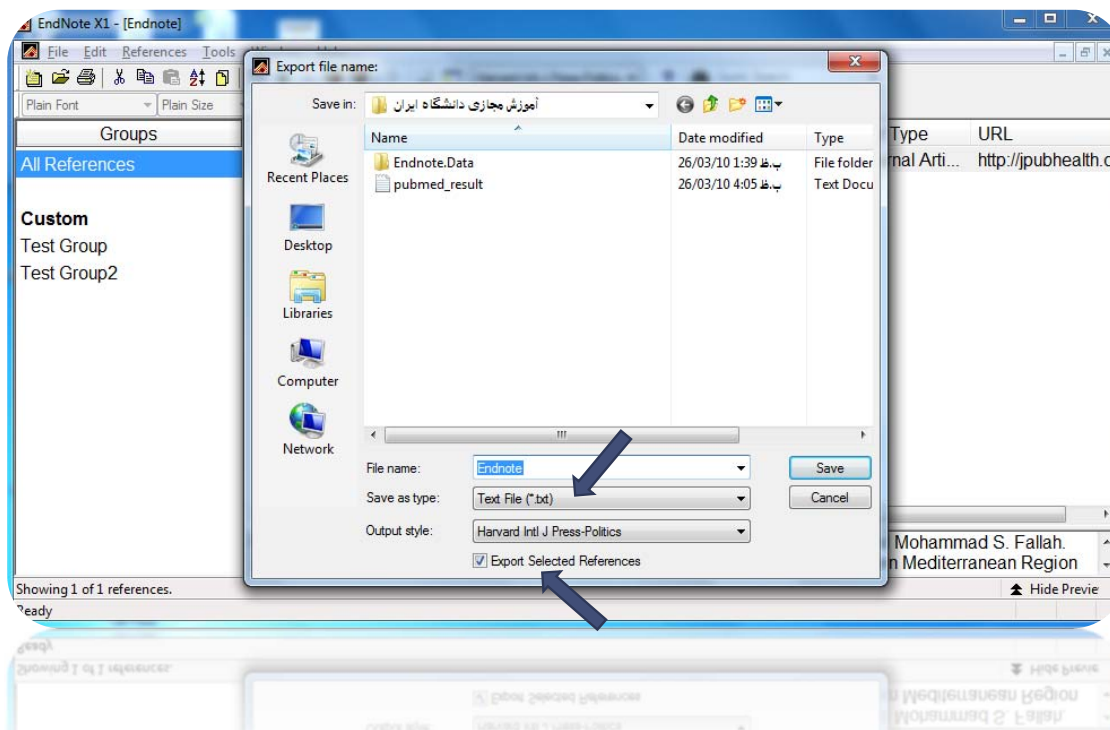 EndNote X1 - [Endnote]
File Edit References Tools
Plain Font Plain Size
Groups
All References
Custom
Test Group
Test Group2
Showing 1 of 1 references.
Ready
Export file name:
Save in: آموزش مجازی دانشگاه ایران
Name Date modified Type
Endnote.Data 26/03/10 1:39 ب.ظ File folder
pubmed_result 26/03/10 4:05 ب.ظ Text Docu
Recent Places
Desktop
Libraries
Computer
Network
File name: Endnote Save
Save as type: Text File (*.txt) Cancel
Output style: Harvard Intl J Press-Politics
Export Selected References
Type URL
rnal Arti... http://jpubhealth.c
Mohammad S. Fallah.
n Mediterranean Region
Hide Previe